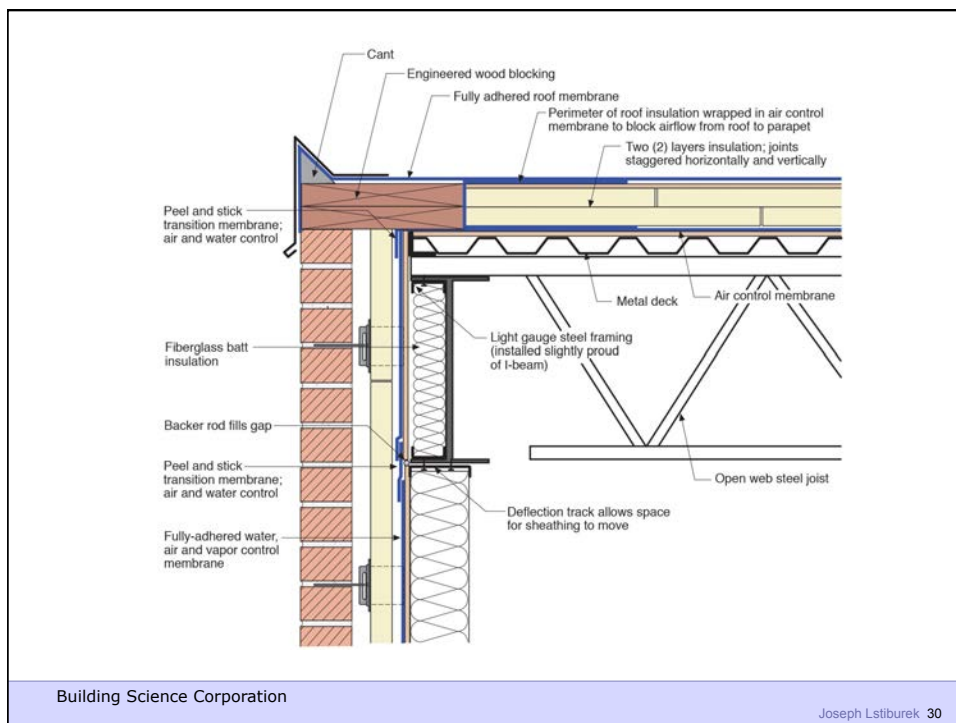 Cant
Engineered wood blocking
Fully adhered roof membrane
Perimeter of roof insulation wrapped in air control
membrane to block airflow from roof to parapet
Two (2) layers insulation; joints
staggered horizontally and vertically
Peel and stick
transition membrane;
air and water control
Metal deck
Air control membrane
Fiberglass batt
insulation
Light gauge steel framing
(installed slightly proud
of I-beam)
Backer rod fills gap
Peel and stick
transition membrane;
air and water control
Open web steel joist
Deflection track allows space
for sheathing to move
Fully-adhered water,
air and vapor control
membrane
Building Science Corporation
Joseph Lstiburek 30